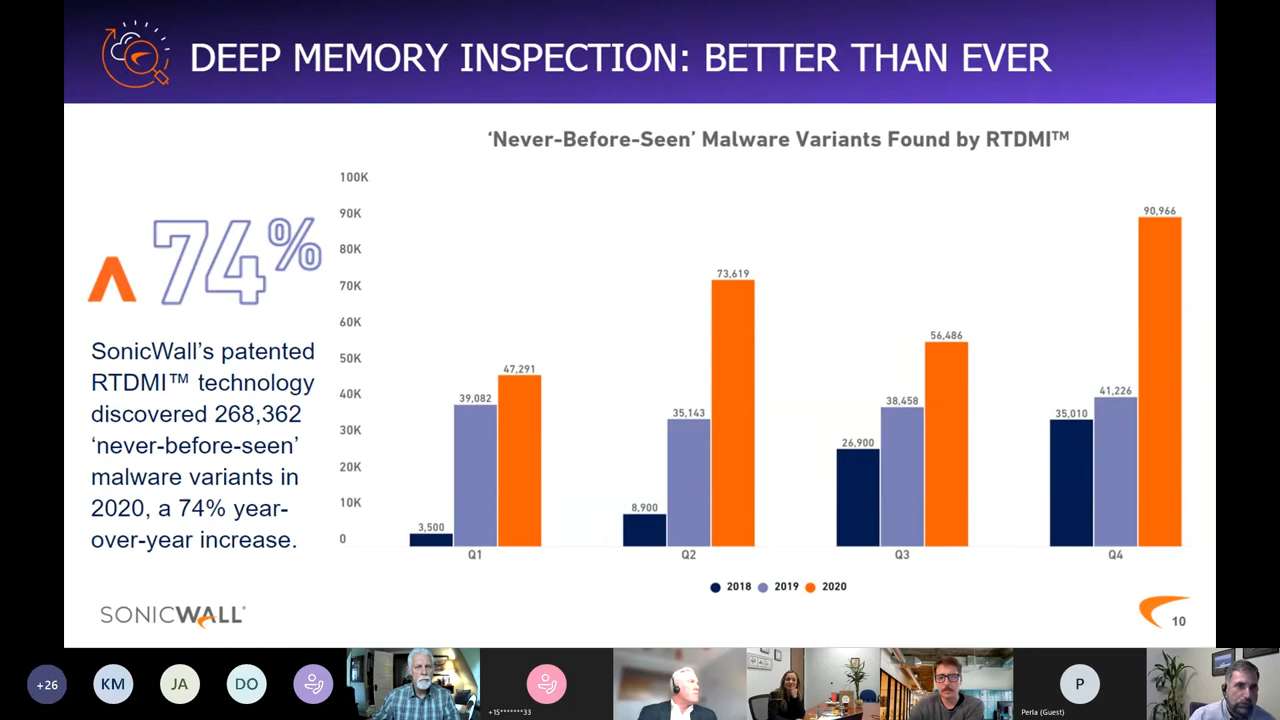 DEEP MEMORY INSPECTION: BETTER THAN EVER
'Never-Before-Seen' Malware Variants Found by RTDMI™
74%
SonicWall's patented
RTDMI™ technology
discovered 268,362
'never-before-seen'
malware variants in
2020, a 74% year-
over-year increase.
100K
90K
80K
70K
60K
50K
40K
30K
20K
10K
0
3,500
39,082
47,291
8,900
35,143
73,619
26,900
38,458
56,486
35,010
41,226
90,966
Q1
Q2
Q3
Q4
2018
2019
2020
SONICWALL®
10
+26
KM
JA
DO
+15*******33
P
Perla (Guest)